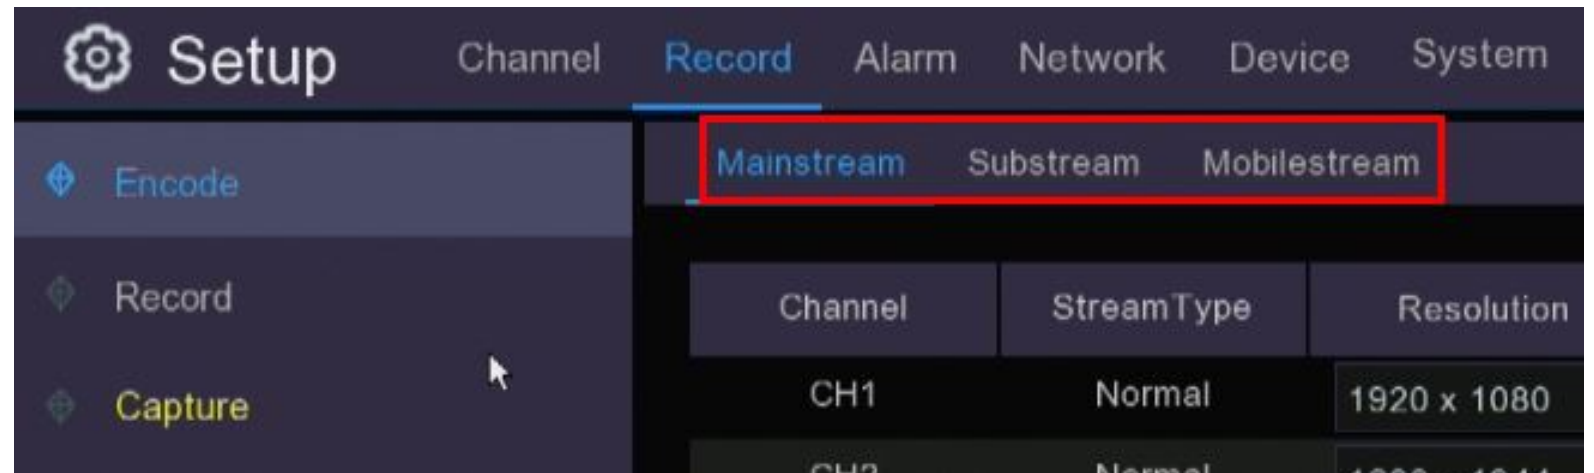 Setup Channel Record Alarm Network Device System
Encode
Mainstream Substream Mobilestream
Record
Channel StreamType Resolution
Capture
CH1 Normal 1920 x 1080